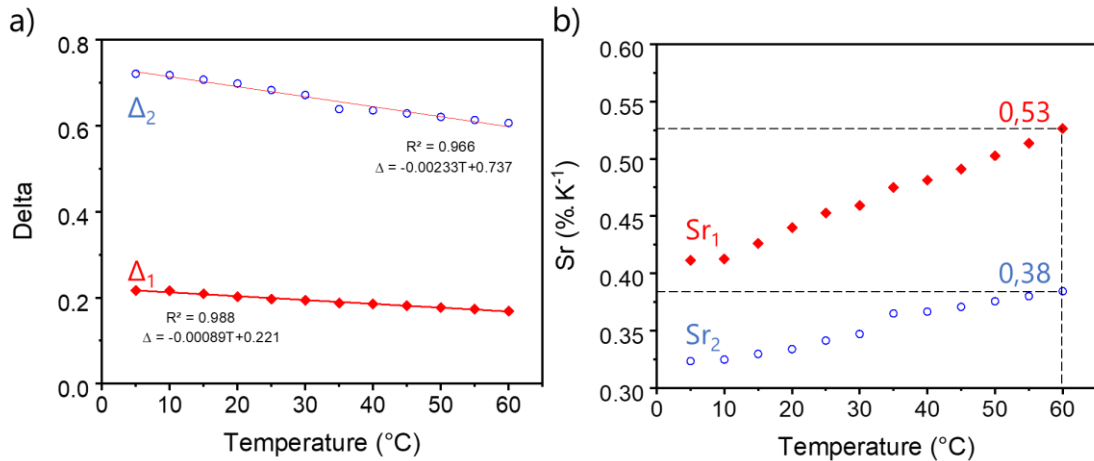 a)
0.8
0.6
0.4
0.2
0.0
Delta
Δ₂
R² = 0.966
Δ = -0.00233T+0.737
Δ₁
R² = 0.988
Δ = -0.00089T+0.221
0 10 20 30 40 50 60
Temperature (°C)
b)
0.60
0.55
0.50
0.45
0.40
0.35
0.30
Sr (%.K⁻¹)
0,53
Sr₁
0,38
Sr₂
0 10 20 30 40 50 60
Temperature (°C)